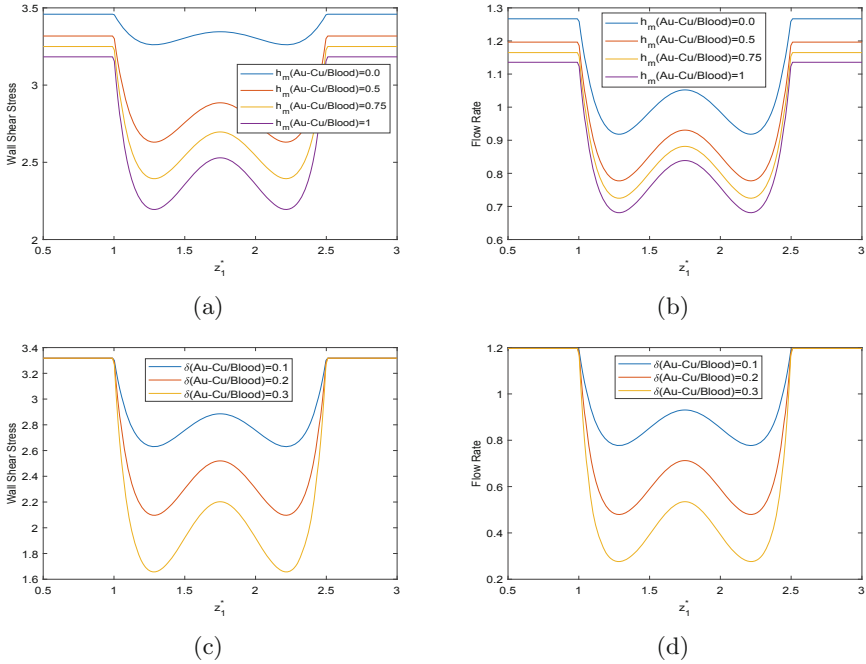 3.5
3
2.5
2
Wall Shear Stress
h_m(Au-Cu/Blood)=0.0
h_m(Au-Cu/Blood)=0.5
h_m(Au-Cu/Blood)=0.75
h_m(Au-Cu/Blood)=1
0.5 1 1.5 2 2.5 3
z_1^*
(a)
1.3
1.2
1.1
1
0.9
0.8
0.7
0.6
Flow Rate
h_m(Au-Cu/Blood)=0.0
h_m(Au-Cu/Blood)=0.5
h_m(Au-Cu/Blood)=0.75
h_m(Au-Cu/Blood)=1
0.5 1 1.5 2 2.5 3
z_1^*
(b)
3.4
3.2
3
2.8
2.6
2.4
2.2
2
1.8
1.6
Wall Shear Stress
δ(Au-Cu/Blood)=0.1
δ(Au-Cu/Blood)=0.2
δ(Au-Cu/Blood)=0.3
0.5 1 1.5 2 2.5 3
z_1^*
(c)
1.2
1
0.8
0.6
0.4
0.2
Flow Rate
δ(Au-Cu/Blood)=0.1
δ(Au-Cu/Blood)=0.2
δ(Au-Cu/Blood)=0.3
0.5 1 1.5 2 2.5 3
z_1^*
(d)